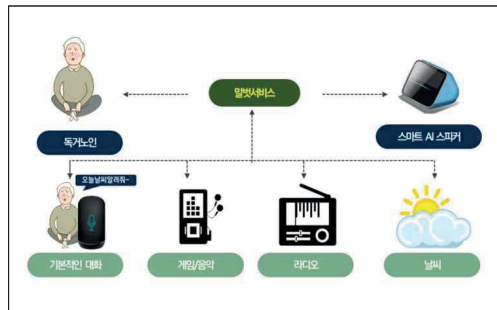 말벗서비스
독거노인
스마트 AI 스피커
오늘날씨알려줘~
기본적인 대화
게임/음악
라디오
날씨